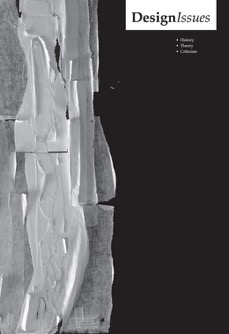 DesignIssues
• History
• Theory
• Criticism